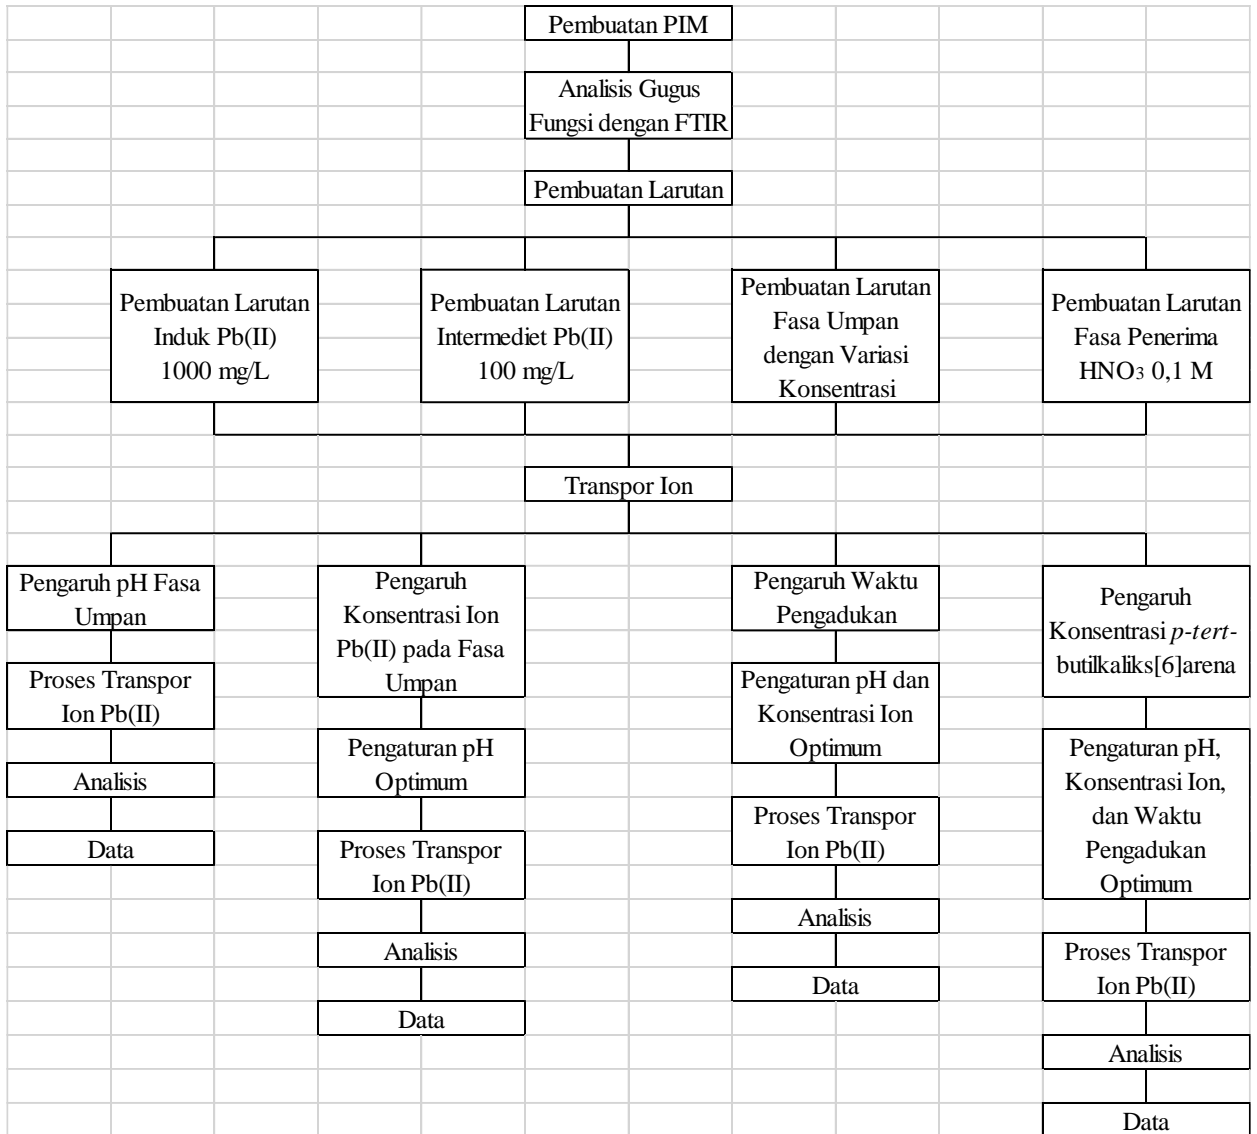 Pembuatan PIM
Analisis Gugus
Fungsi dengan FTIR
Pembuatan Larutan
Pembuatan Larutan
Induk Pb(II)
1000 mg/L
Pembuatan Larutan
Intermediet Pb(II)
100 mg/L
Pembuatan Larutan
Fasa Umpan
dengan Variasi
Konsentrasi
Pembuatan Larutan
Fasa Penerima
HNO₃ 0,1 M
Transpor Ion
Pengaruh pH Fasa
Umpan
Proses Transpor
Ion Pb(II)
Analisis
Data
Pengaruh
Konsentrasi Ion
Pb(II) pada Fasa
Umpan
Pengaturan pH
Optimum
Proses Transpor
Ion Pb(II)
Analisis
Data
Pengaruh Waktu
Pengadukan
Pengaturan pH dan
Konsentrasi Ion
Optimum
Proses Transpor
Ion Pb(II)
Analisis
Data
Pengaruh
Konsentrasi p-tert-
butilkaliks[6]arena
Pengaturan pH,
Konsentrasi Ion,
dan Waktu
Pengadukan
Optimum
Proses Transpor
Ion Pb(II)
Analisis
Data